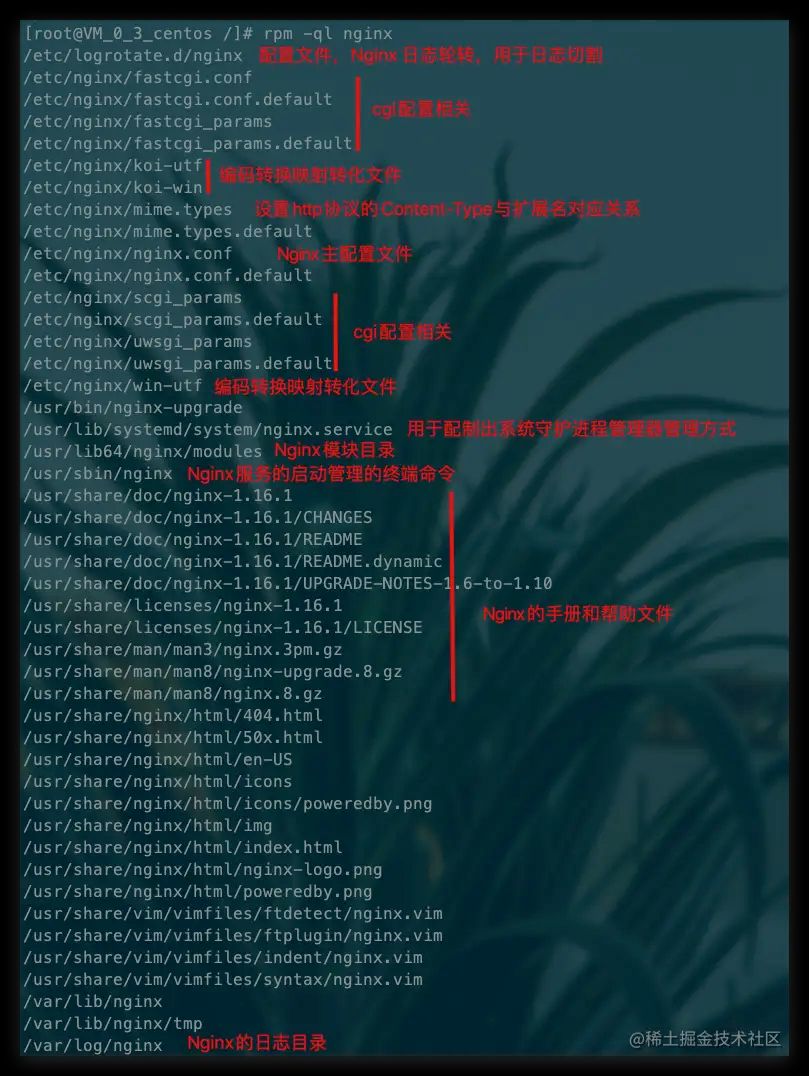 [root@VM_0_3_centos /]# rpm -ql nginx
/etc/logrotate.d/nginx 配置文件，Nginx 日志轮转，用于日志切割
/etc/nginx/fastcgi.conf
/etc/nginx/fastcgi.conf.default
cgI配置相关
/etc/nginx/fastcgi_params
/etc/nginx/fastcgi_params.default
/etc/nginx/koi-utf
编码转换映射转化文件
/etc/nginx/koi-win
/etc/nginx/mime.types 设置http协议的Content-Type与扩展名对应关系
/etc/nginx/mime.types.default
/etc/nginx/nginx.conf Nginx主配置文件
/etc/nginx/nginx.conf.default
/etc/nginx/scgi_params
/etc/nginx/scgi_params.default
cgi配置相关
/etc/nginx/uwsgi_params
/etc/nginx/uwsgi_params.default
/etc/nginx/win-utf 编码转换映射转化文件
/usr/bin/nginx-upgrade
/usr/lib/systemd/system/nginx.service 用于配制出系统守护进程管理器管理方式
/usr/lib64/nginx/modules Nginx模块目录
/usr/sbin/nginx Nginx服务的启动管理的终端命令
/usr/share/doc/nginx-1.16.1
/usr/share/doc/nginx-1.16.1/CHANGES
/usr/share/doc/nginx-1.16.1/README
/usr/share/doc/nginx-1.16.1/README.dynamic
/usr/share/doc/nginx-1.16.1/UPGRADE-NOTES-1.6-to-1.10
/usr/share/licenses/nginx-1.16.1
Nginx的手册和帮助文件
/usr/share/licenses/nginx-1.16.1/LICENSE
/usr/share/man/man3/nginx.3pm.gz
/usr/share/man/man8/nginx-upgrade.8.gz
/usr/share/man/man8/nginx.8.gz
/usr/share/nginx/html/404.html
/usr/share/nginx/html/50x.html
/usr/share/nginx/html/en-US
/usr/share/nginx/html/icons
/usr/share/nginx/html/icons/poweredby.png
/usr/share/nginx/html/img
/usr/share/nginx/html/index.html
/usr/share/nginx/html/nginx-logo.png
/usr/share/nginx/html/poweredby.png
/usr/share/vim/vimfiles/ftdetect/nginx.vim
/usr/share/vim/vimfiles/ftplugin/nginx.vim
/usr/share/vim/vimfiles/indent/nginx.vim
/usr/share/vim/vimfiles/syntax/nginx.vim
/var/lib/nginx
/var/lib/nginx/tmp
/var/log/nginx Nginx的日志目录
@稀土掘金技术社区